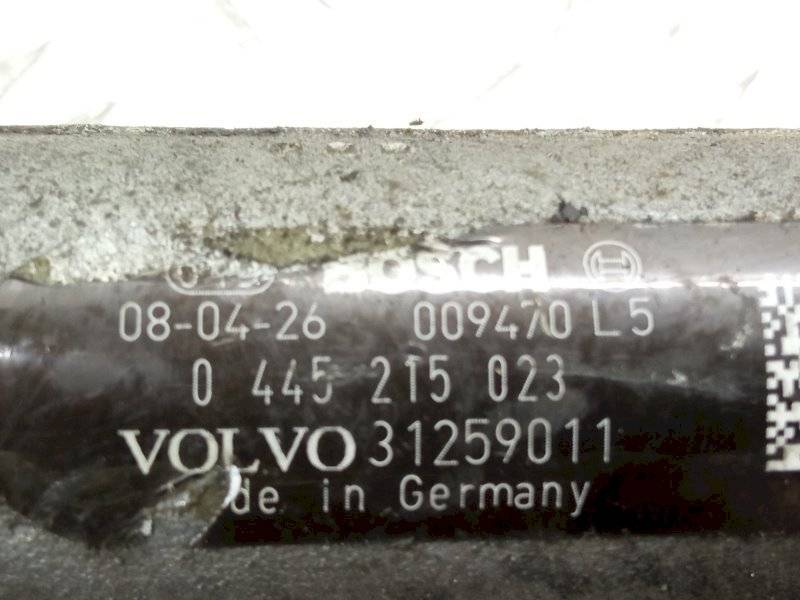 BOSCH
08-04-26 009470 L5
0 445 215 023
VOLVO 31259011
de in Germany